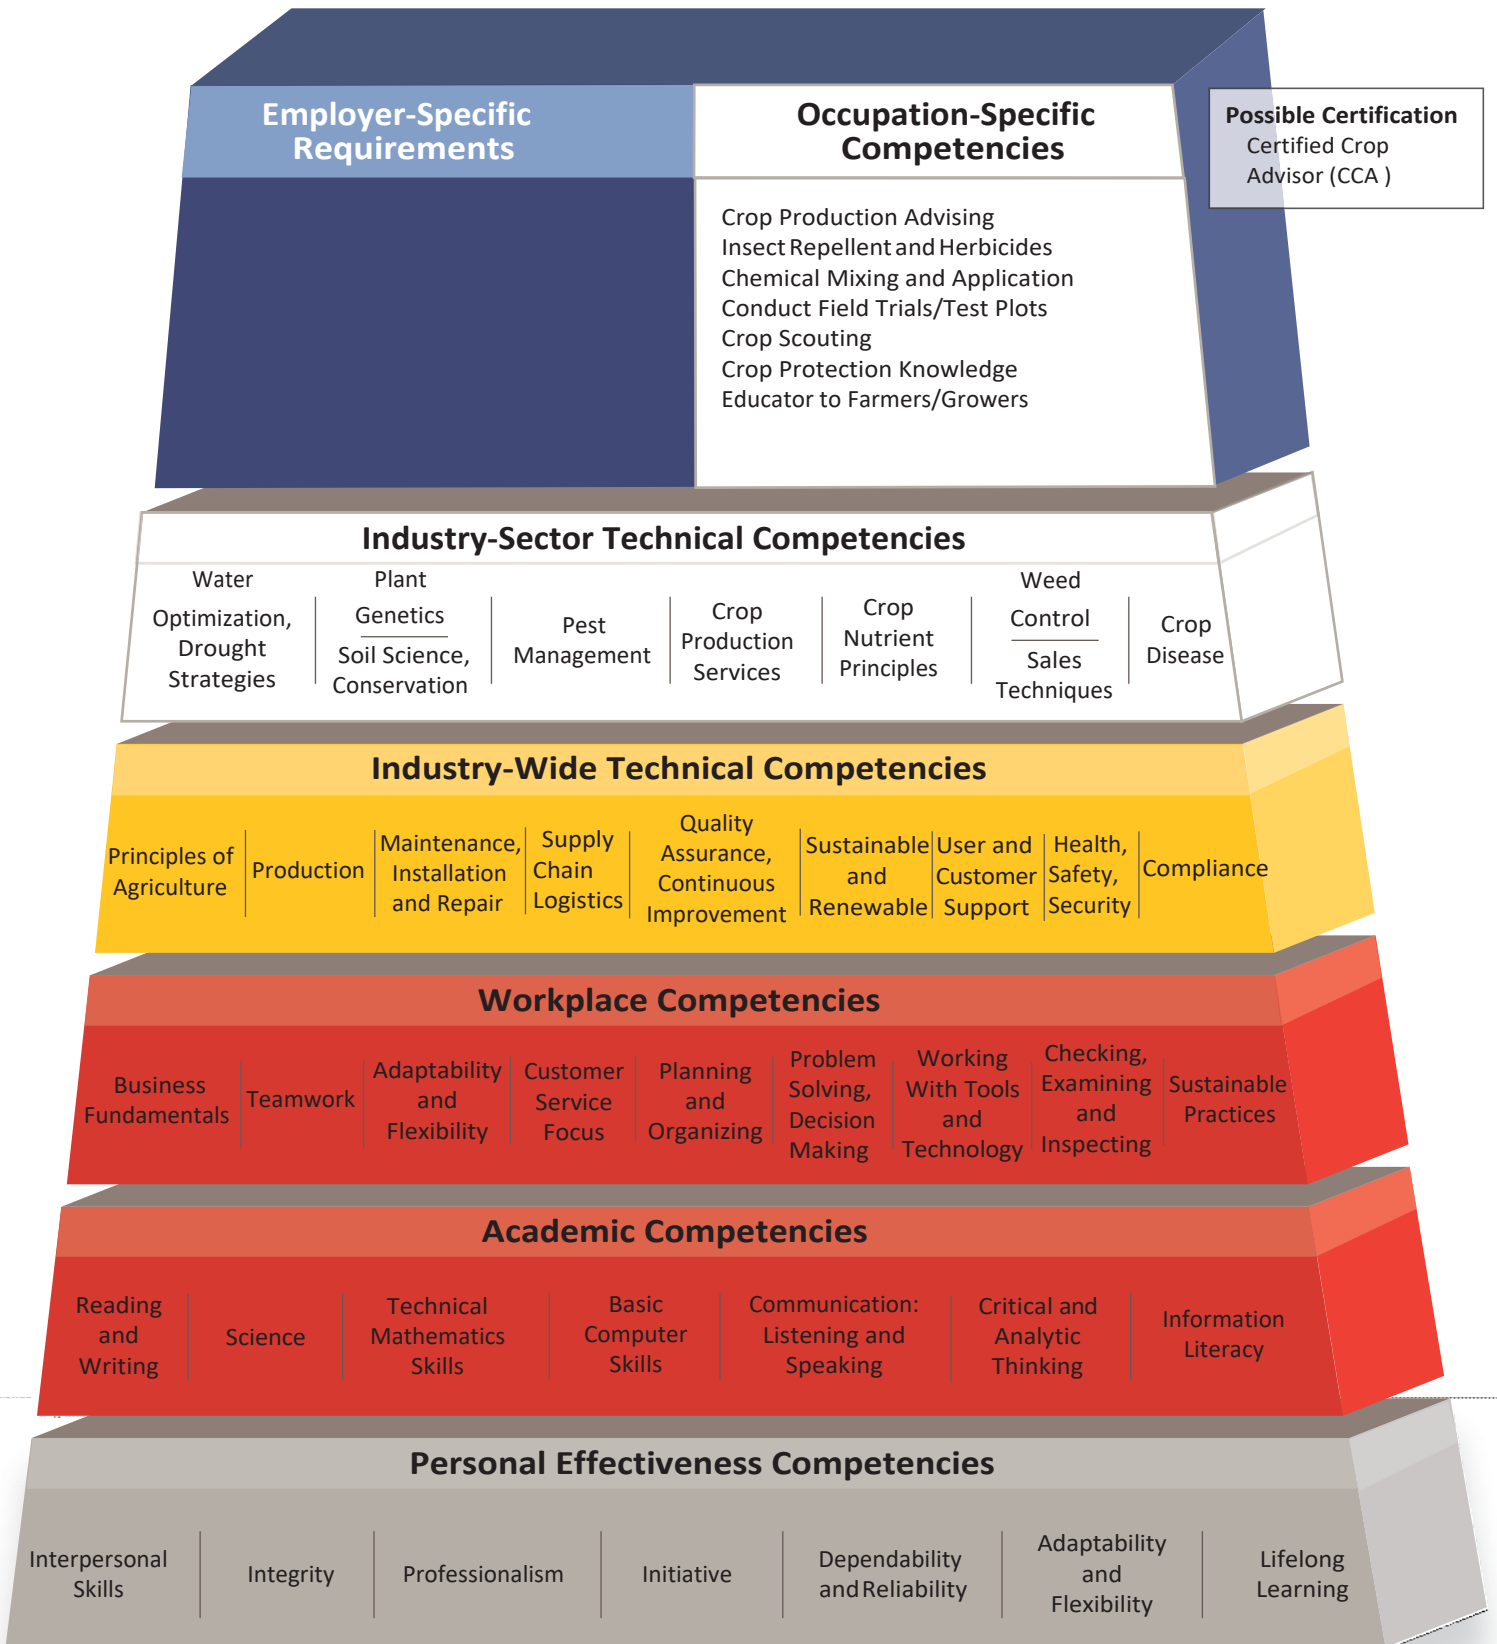 Employer-Specific
Requirements
Occupation-Specific
Competencies
Possible Certification
Certified Crop
Advisor (CCA )
Crop Production Advising
Insect Repellent and Herbicides
Chemical Mixing and Application
Conduct Field Trials/Test Plots
Crop Scouting
Crop Protection Knowledge
Educator to Farmers/Growers
Industry-Sector Technical Competencies
Water
Optimization,
Drought
Strategies
Plant
Genetics
Soil Science,
Conservation
Pest
Management
Crop
Production
Services
Crop
Nutrient
Principles
Weed
Control
Sales
Techniques
Crop
Disease
Industry-Wide Technical Competencies
Principles of
Agriculture
Production
Maintenance,
Installation
and Repair
Supply
Chain
Logistics
Quality
Assurance,
Continuous
Improvement
Sustainable
and
Renewable
User and
Customer
Support
Health,
Safety,
Security
Compliance
Workplace Competencies
Business
Fundamentals
Teamwork
Adaptability
and
Flexibility
Customer
Service
Focus
Planning
and
Organizing
Problem
Solving,
Decision
Making
Working
With Tools
and
Technology
Checking,
Examining
and
Inspecting
Sustainable
Practices
Academic Competencies
Reading
and
Writing
Science
Technical
Mathematics
Skills
Basic
Computer
Skills
Communication:
Listening and
Speaking
Critical and
Analytic
Thinking
Information
Literacy
Personal Effectiveness Competencies
Interpersonal
Skills
Integrity
Professionalism
Initiative
Dependability
and Reliability
Adaptability
and
Flexibility
Lifelong
Learning